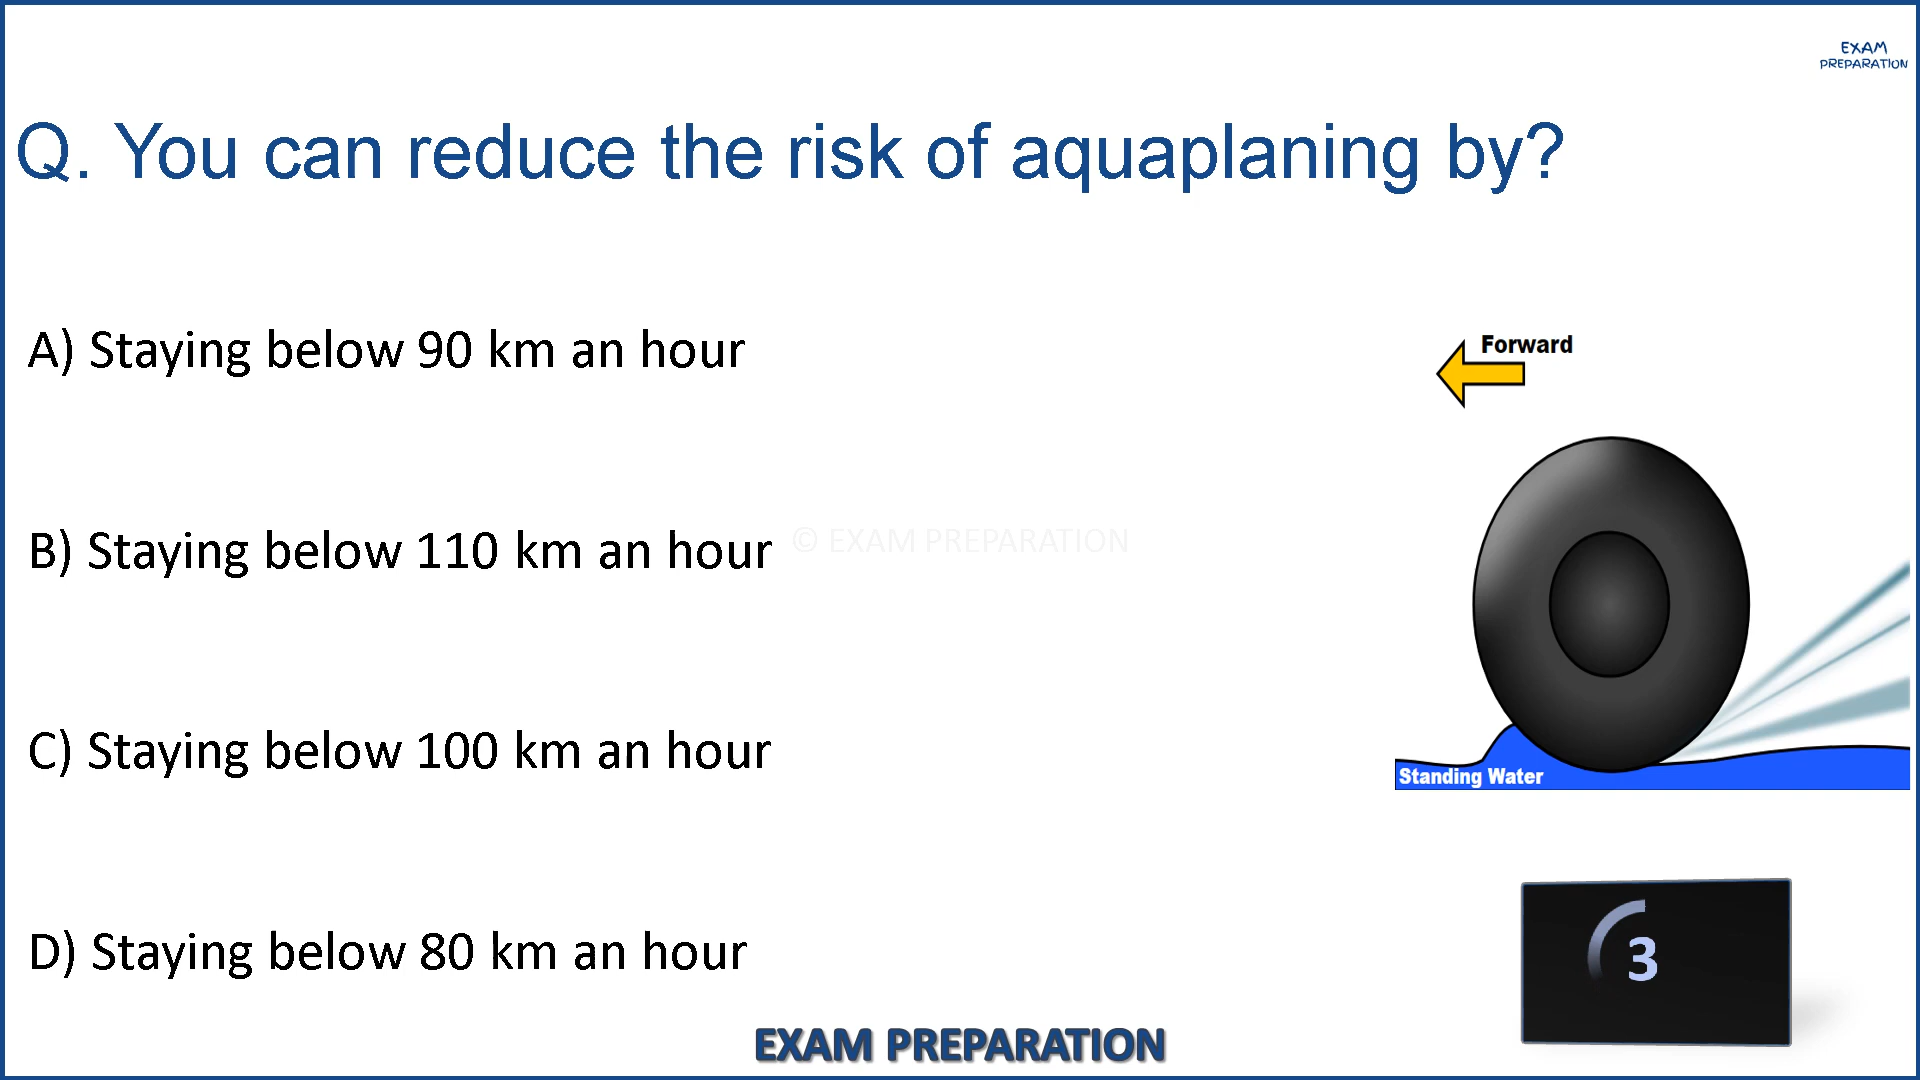 EXAM
PREPARATION
Q. You can reduce the risk of aquaplaning by?
A) Staying below 90 km an hour
Forward
B) Staying below 110 km an hour
© EXAM PREPARATION
C) Staying below 100 km an hour
Standing Water
D) Staying below 80 km an hour
3
EXAM PREPARATION